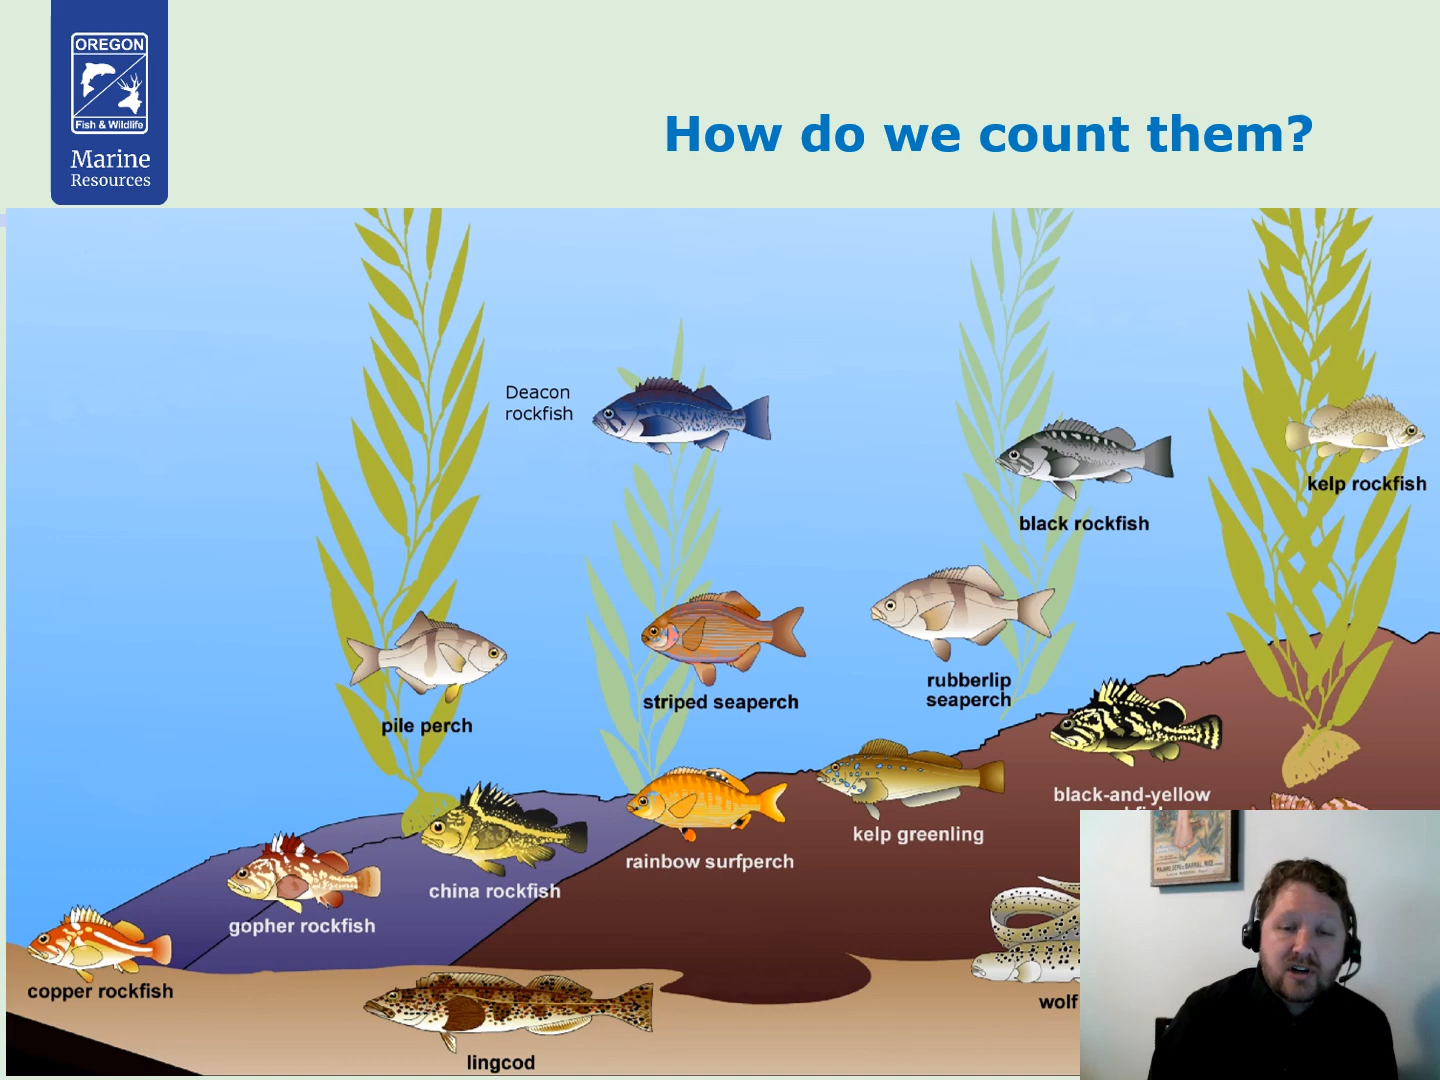 OREGON
Fish & Wildlife
Marine
Resources
How do we count them?
Deacon
rockfish
black rockfish
kelp rockfish
pile perch
striped seaperch
rubberlip
seaperch
black-and-yellow
kelp greenling
rainbow surfperch
china rockfish
gopher rockfish
copper rockfish
wolf
lingcod